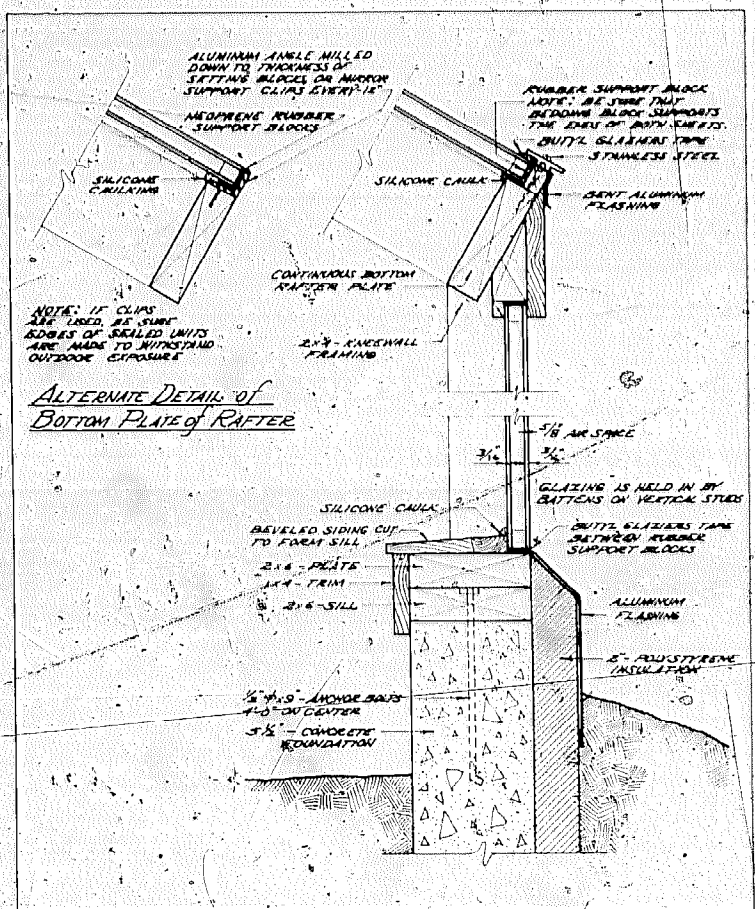 ALUMINUM ANGLE MILLED
DOWN TO THICKNESS OF
SETTING BLOCKS, OR MIRROR
SUPPORT CLIPS EVERY 12"
NEOPRENE RUBBER
SUPPORT BLOCKS
SILICONE
CAULKING
NOTE: IF CLIPS
ARE USED, BE SURE
EDGES OF SEALED UNITS
ARE MADE TO WITHSTAND
OUTDOOR EXPOSURE
ALTERNATE DETAIL of
BOTTOM PLATE of RAFTER
RUBBER SUPPORT BLOCK
NOTE: BE SURE THAT
BEDDING BLOCK SUPPORTS
THE ENDS OF BOTH SHEETS.
BUTYL GLAZIERS TAPE
STAINLESS STEEL
SILICONE CAULK
BENT ALUMINUM
FLASHING
CONTINUOUS BOTTOM
RAFTER PLATE
2x4 - KNEEWALL
FRAMING
5/8" AIR SPACE
3/16"
3/16"
GLAZING IS HELD IN BY
BATTENS ON VERTICAL STUDS
SILICONE CAULK
BEVELED SIDING CUT
TO FORM SILL
BUTYL GLAZIERS TAPE
BETWEEN RUBBER
SUPPORT BLOCKS
2x6 - PLATE
1x4 - TRIM
2x6 - SILL
ALUMINUM
FLASHING
2" POLYSTYRENE
INSULATION
1/2" φ x 9" - ANCHOR BOLTS
4'-0" ON CENTER
5 1/2" - CONCRETE
FOUNDATION